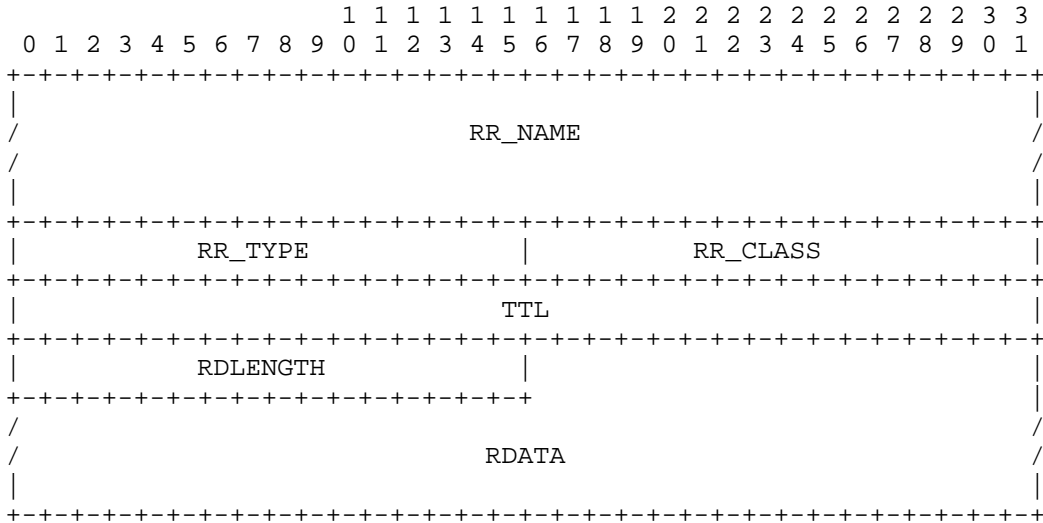 1 1 1 1 1 1 1 1 1 1 2 2 2 2 2 2 2 2 2 2 3 3
 0 1 2 3 4 5 6 7 8 9 0 1 2 3 4 5 6 7 8 9 0 1 2 3 4 5 6 7 8 9 0 1
+-+-+-+-+-+-+-+-+-+-+-+-+-+-+-+-+-+-+-+-+-+-+-+-+-+-+-+-+-+-+-+-+
|                                                               |
/                            RR_NAME                            /
/                                                               /
|                                                               |
+-+-+-+-+-+-+-+-+-+-+-+-+-+-+-+-+-+-+-+-+-+-+-+-+-+-+-+-+-+-+-+-+
|           RR_TYPE             |          RR_CLASS             |
+-+-+-+-+-+-+-+-+-+-+-+-+-+-+-+-+-+-+-+-+-+-+-+-+-+-+-+-+-+-+-+-+
|                              TTL                              |
+-+-+-+-+-+-+-+-+-+-+-+-+-+-+-+-+-+-+-+-+-+-+-+-+-+-+-+-+-+-+-+-+
|           RDLENGTH            |                               |
+-+-+-+-+-+-+-+-+-+-+-+-+-+-+-+-+                               |
/                                                               /
/                             RDATA                             /
|                                                               |
+-+-+-+-+-+-+-+-+-+-+-+-+-+-+-+-+-+-+-+-+-+-+-+-+-+-+-+-+-+-+-+-+